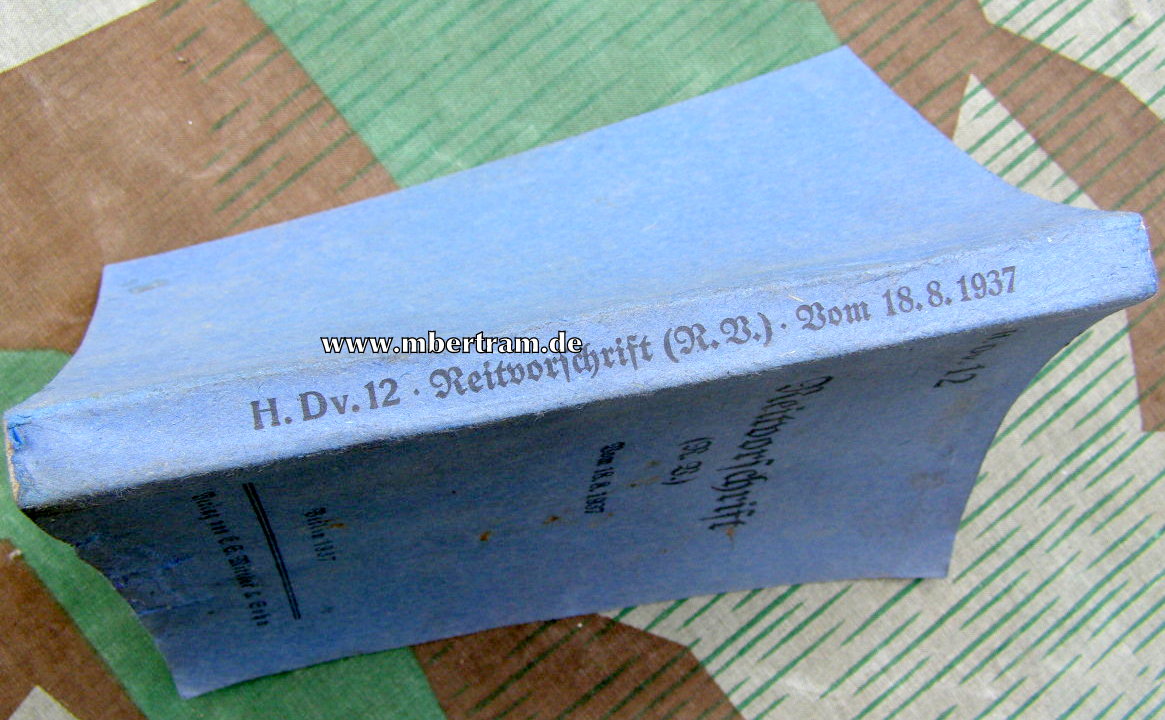 www.mbertram.de
H. Dv. 12 · Reitvorschrift (R. V.) · Vom 18. 8. 1937
12
Reitvorschrift
(R. V.)
Vom 18. 8. 1937
Berlin 1937
Verlag von E. S. Mittler & Sohn